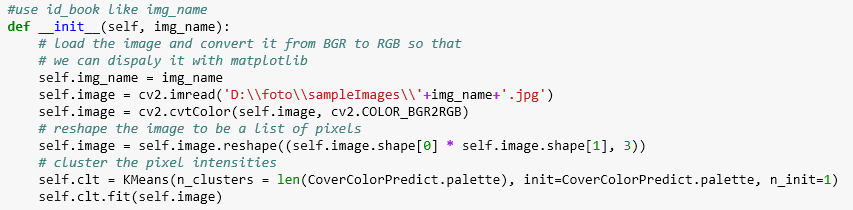 #use id_book like img_name
def __init__(self, img_name):
    # load the image and convert it from BGR to RGB so that
    # we can dispaly it with matplotlib
    self.img_name = img_name
    self.image = cv2.imread('D:\\foto\\sampleImages\\'+img_name+'.jpg')
    self.image = cv2.cvtColor(self.image, cv2.COLOR_BGR2RGB)
    # reshape the image to be a list of pixels
    self.image = self.image.reshape((self.image.shape[0] * self.image.shape[1], 3))
    # cluster the pixel intensities
    self.clt = KMeans(n_clusters = len(CoverColorPredict.palette), init=CoverColorPredict.palette, n_init=1)
    self.clt.fit(self.image)